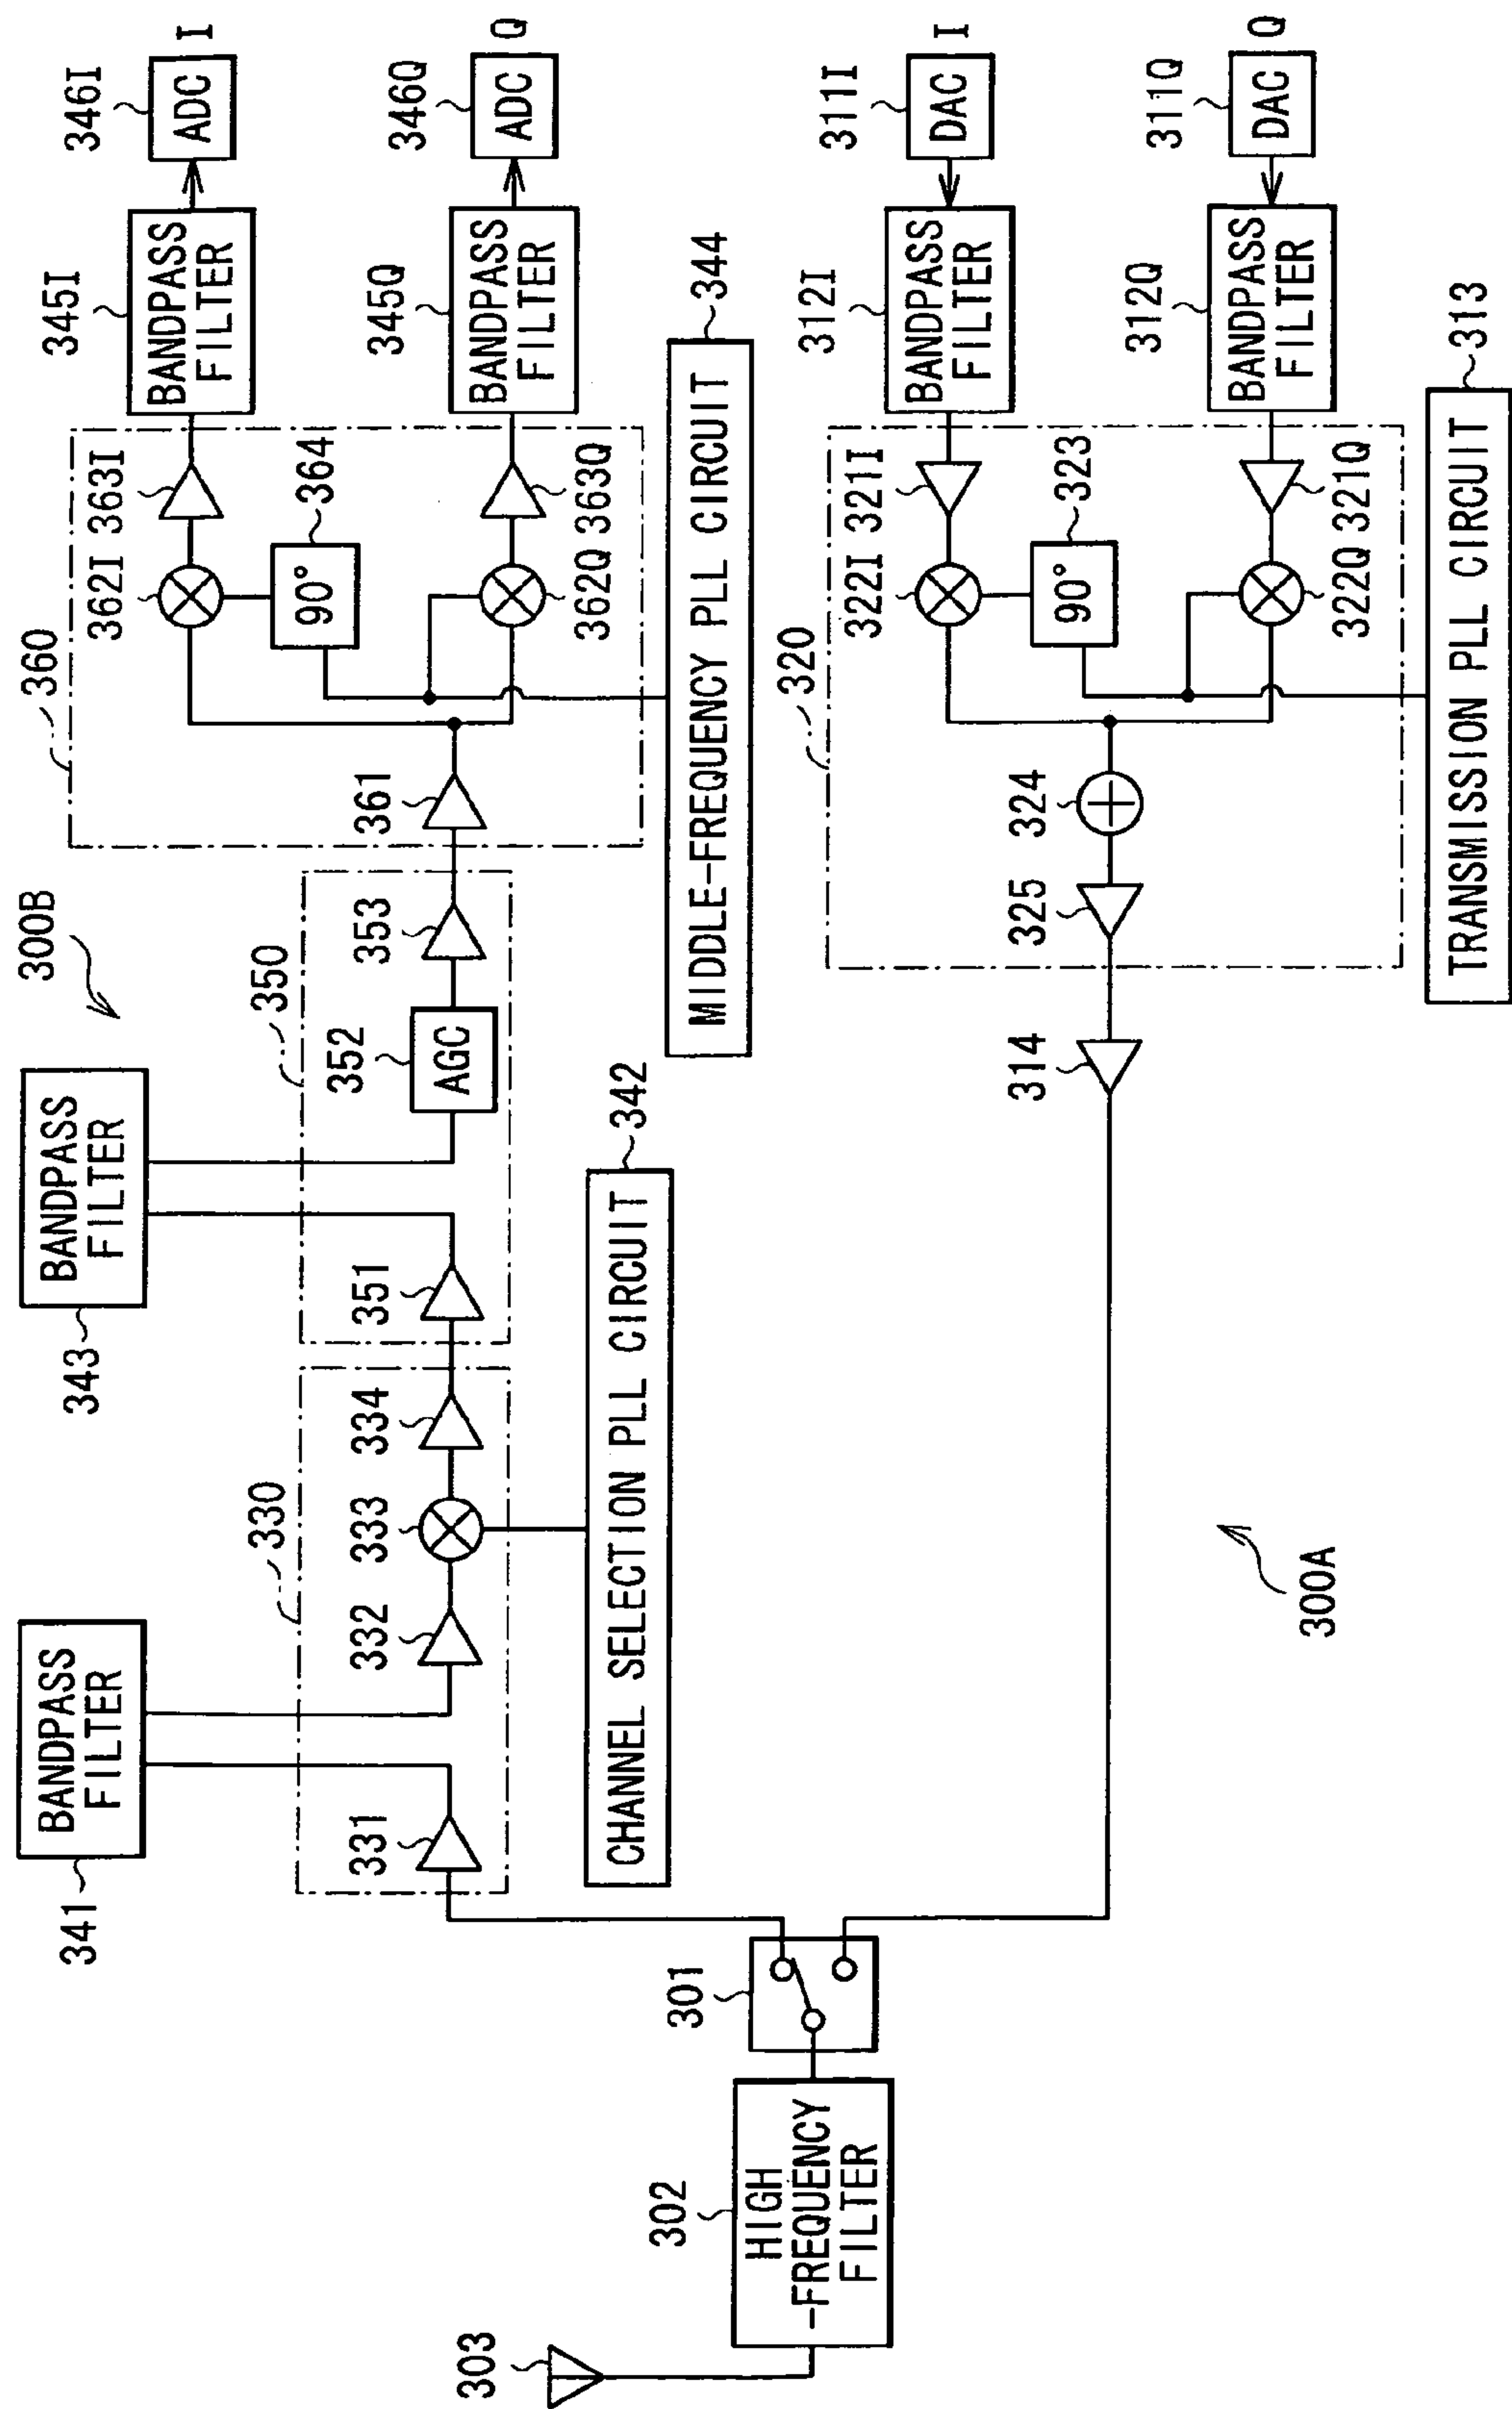 300B
341
BANDPASS
FILTER
343
BANDPASS
FILTER
330
331
332
333
334
350
351
352
AGC
353
360
361
362I
363I
364
90°
362Q
363Q
345I
BANDPASS
FILTER
346I
ADC
I
345Q
BANDPASS
FILTER
346Q
ADC
Q
CHANNEL SELECTION PLL CIRCUIT
342
MIDDLE-FREQUENCY PLL CIRCUIT
344
303
302
HIGH
-FREQUENCY
FILTER
301
300A
314
320
325
324
322I
321I
323
90°
322Q
321Q
312I
BANDPASS
FILTER
311I
DAC
I
312Q
BANDPASS
FILTER
311Q
DAC
Q
TRANSMISSION PLL CIRCUIT
313